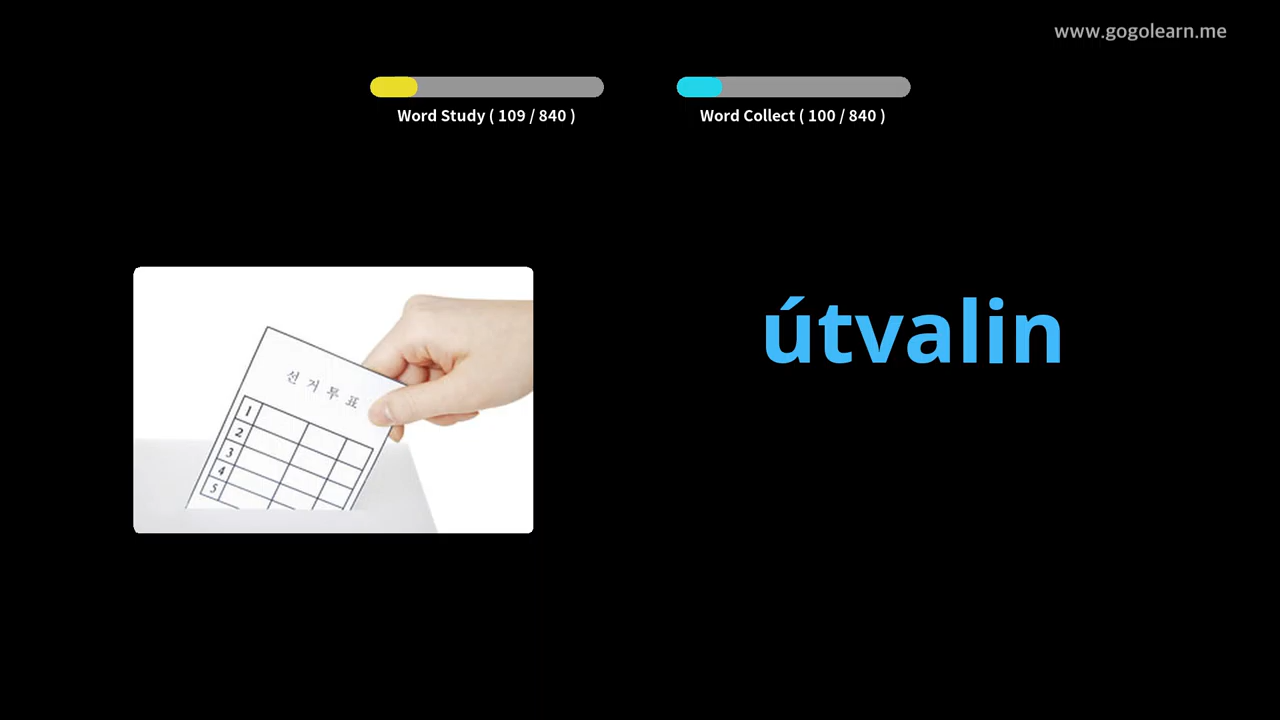 www.gogolearn.me
Word Study ( 109 / 840 )
Word Collect ( 100 / 840 )
útvalin
선거투표
1
2
3
4
5